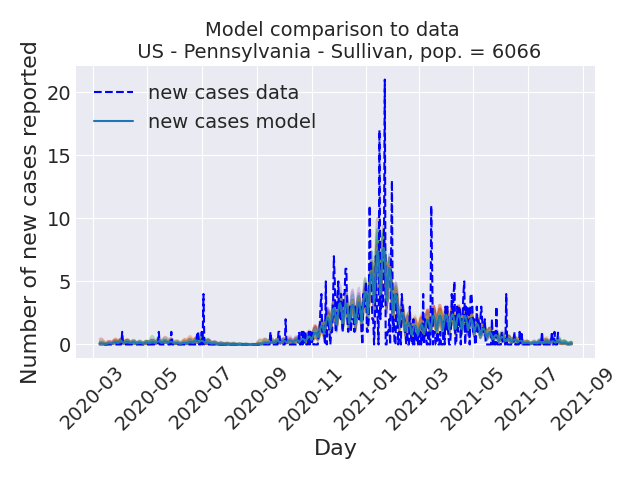 Model comparison to data
US - Pennsylvania - Sullivan, pop. = 6066
Number of new cases reported
20
15
10
5
0
new cases data
new cases model
2020-03
2020-05
2020-07
2020-09
2020-11
2021-01
2021-03
2021-05
2021-07
2021-09
Day